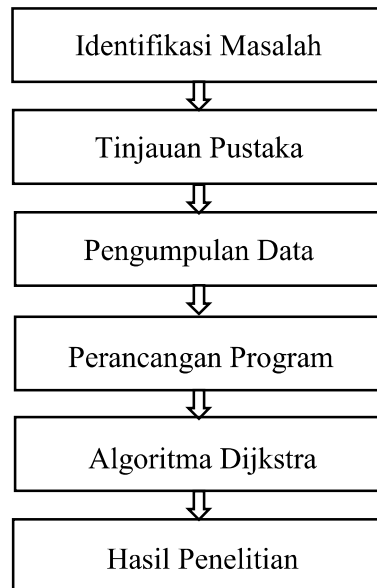 Identifikasi Masalah
Tinjauan Pustaka
Pengumpulan Data
Perancangan Program
Algoritma Dijkstra
Hasil Penelitian